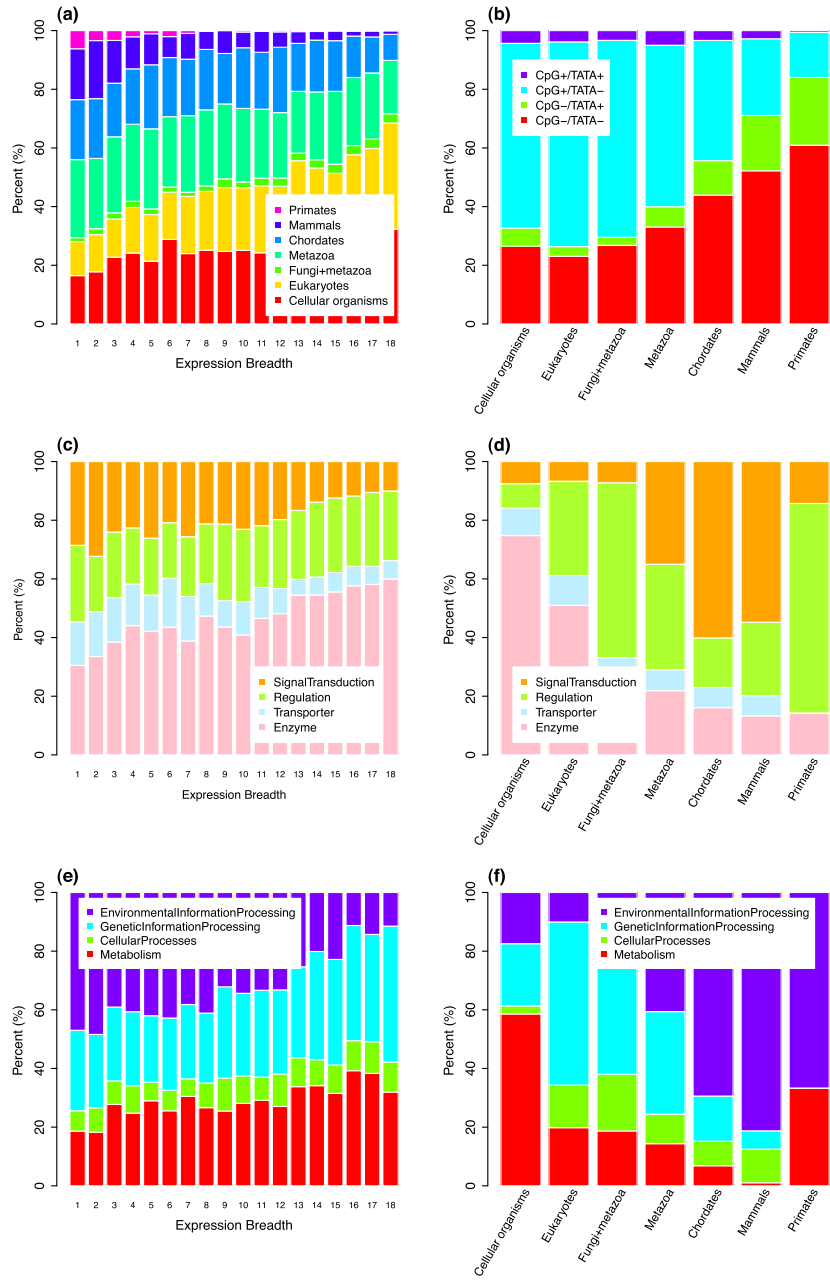 (a)
Percent (%)
100
80
60
40
20
0
Primates
Mammals
Chordates
Metazoa
Fungi+metazoa
Eukaryotes
Cellular organisms
1 2 3 4 5 6 7 8 9 10 11 12 13 14 15 16 17 18
Expression Breadth
(b)
Percent (%)
100
80
60
40
20
0
CpG+/TATA+
CpG+/TATA−
CpG−/TATA+
CpG−/TATA−
Cellular organisms
Eukaryotes
Fungi+metazoa
Metazoa
Chordates
Mammals
Primates
(c)
Percent (%)
100
80
60
40
20
0
SignalTransduction
Regulation
Transporter
Enzyme
1 2 3 4 5 6 7 8 9 10 11 12 13 14 15 16 17 18
Expression Breadth
(d)
Percent (%)
100
80
60
40
20
0
SignalTransduction
Regulation
Transporter
Enzyme
Cellular organisms
Eukaryotes
Fungi+metazoa
Metazoa
Chordates
Mammals
Primates
(e)
Percent (%)
100
80
60
40
20
0
EnvironmentalInformationProcessing
GeneticInformationProcessing
CellularProcesses
Metabolism
1 2 3 4 5 6 7 8 9 10 11 12 13 14 15 16 17 18
Expression Breadth
(f)
Percent (%)
100
80
60
40
20
0
EnvironmentalInformationProcessing
GeneticInformationProcessing
CellularProcesses
Metabolism
Cellular organisms
Eukaryotes
Fungi+metazoa
Metazoa
Chordates
Mammals
Primates